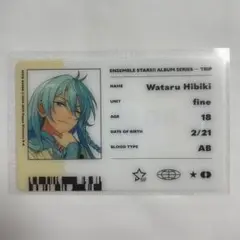 ENSEMBLE STARS!! ALBUM SERIES - TRIP
NAME
Wataru Hibiki
UNIT
fine
AGE
18
DATE OF BIRTH
2/21
BLOOD TYPE
AB